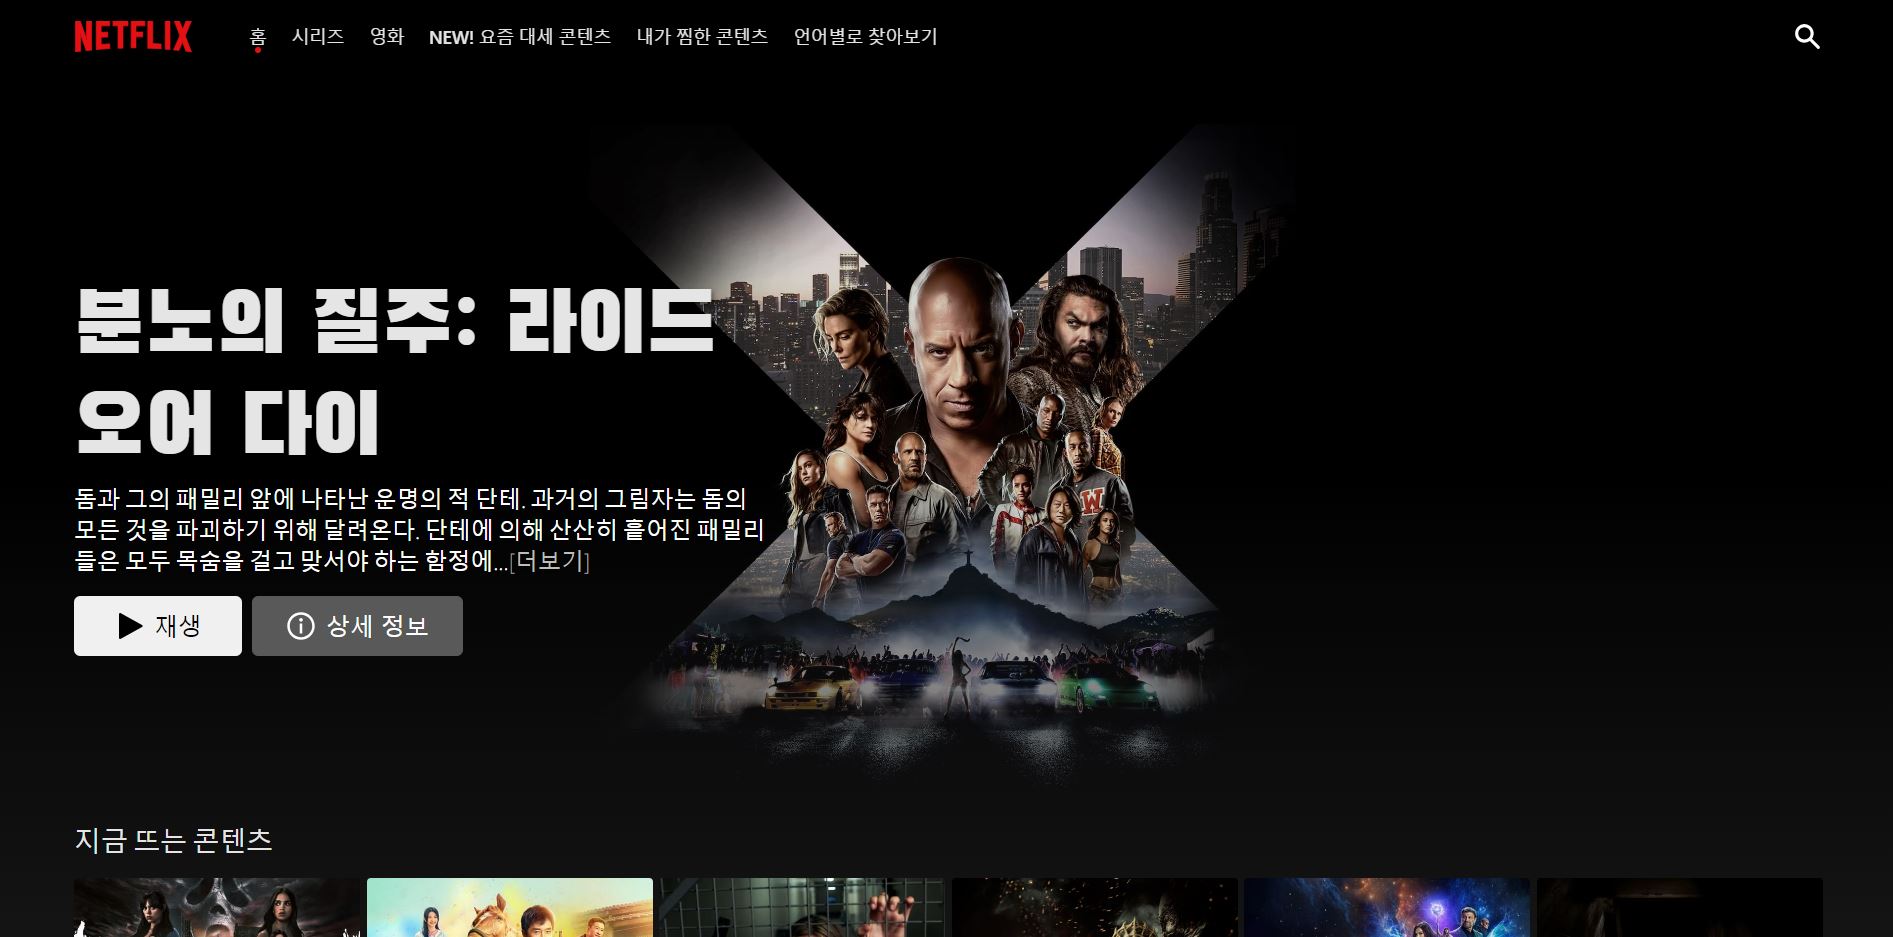 NETFLIX 홈 시리즈 영화 NEW! 요즘 대세 콘텐츠 내가 찜한 콘텐츠 언어별로 찾아보기
분노의 질주: 라이드
오어 다이
돔과 그의 패밀리 앞에 나타난 운명의 적 단테. 과거의 그림자는 돔의
모든 것을 파괴하기 위해 달려온다. 단테에 의해 산산히 흩어진 패밀리
들은 모두 목숨을 걸고 맞서야 하는 함정에...[더보기]
재생 상세 정보
지금 뜨는 콘텐츠